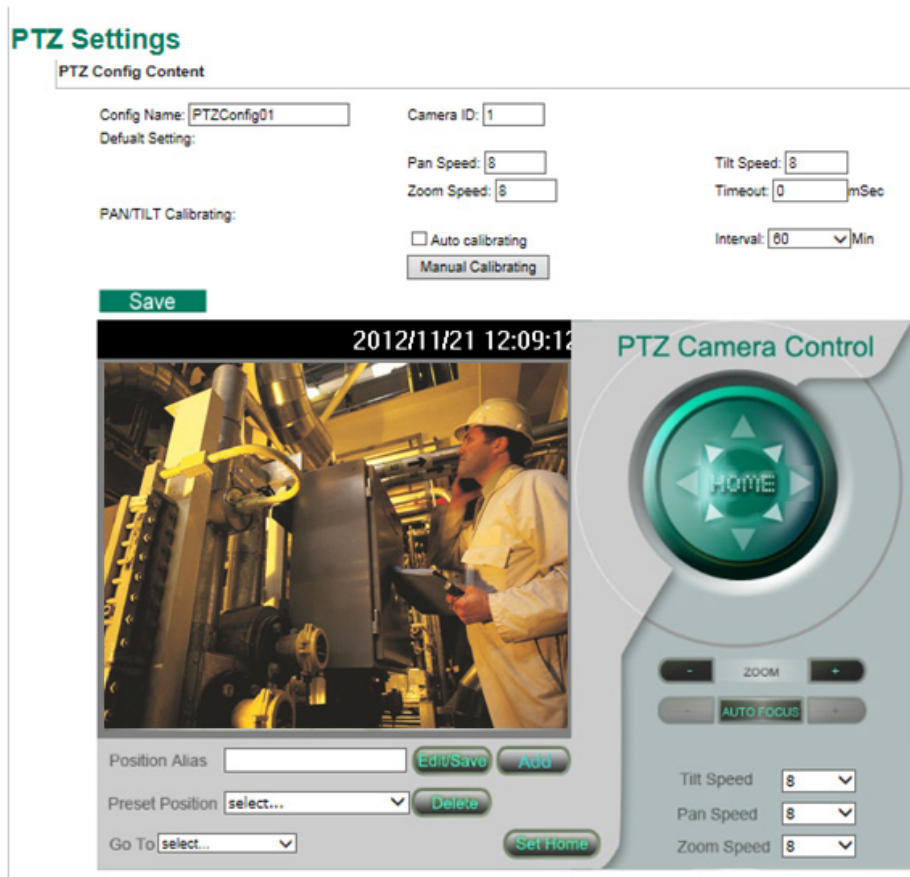 PTZ Settings
PTZ Config Content
Config Name: PTZConfig01 Camera ID: 1
Defualt Setting:
Pan Speed: 8 Tilt Speed: 8
Zoom Speed: 8 Timeout: 0 mSec
PAN/TILT Calibrating:
Auto calibrating Interval: 60 Min
Manual Calibrating
Save
2012/11/21 12:09:12
PTZ Camera Control
HOME
- ZOOM +
- AUTO FOCUS +
Position Alias Edit/Save Add
Preset Position select... Delete
Go To select... Set Home
Tilt Speed 8
Pan Speed 8
Zoom Speed 8